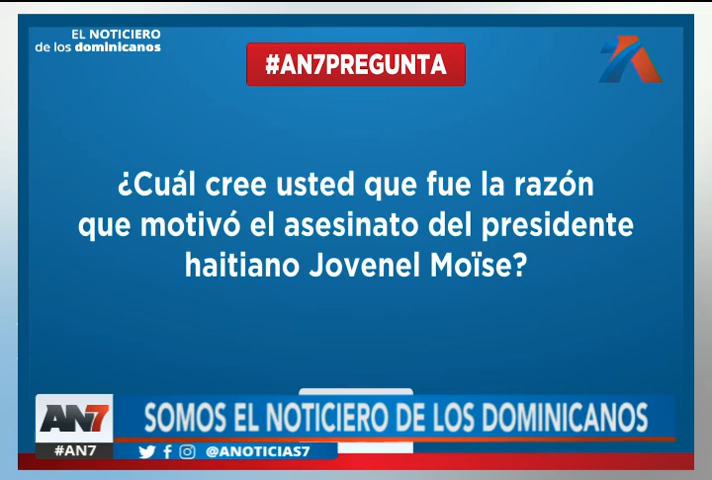 EL NOTICIERO
de los dominicanos
#AN7PREGUNTA
¿Cuál cree usted que fue la razón
que motivó el asesinato del presidente
haitiano Jovenel Moïse?
AN7
SOMOS EL NOTICIERO DE LOS DOMINICANOS
#AN7
@ANOTICIAS7